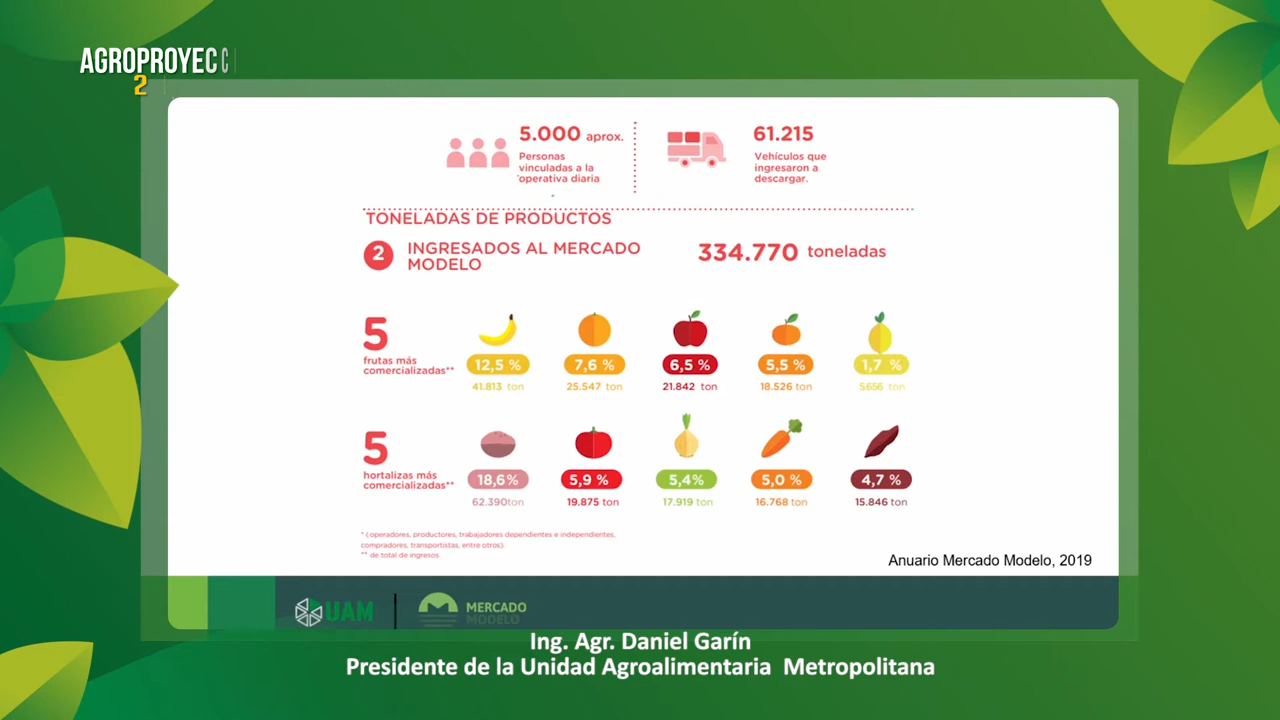 AGROPROYEC
2
5.000 aprox.
Personas
vinculadas a la
operativa diaria
61.215
Vehículos que
ingresaron a
descargar.
TONELADAS DE PRODUCTOS
2
INGRESADOS AL MERCADO
MODELO
334.770 toneladas
5
frutas más
comercializadas**
12,5 %
7,6 %
6,5 %
5,5 %
1,7 %
41.813 ton
25.547 ton
21.842 ton
18.526 ton
5.656 ton
5
hortalizas más
comercializadas**
18,6%
5,9 %
5,4%
5,0 %
4,7 %
62.390ton
19.875 ton
17.919 ton
16.768 ton
15.846 ton
* (operadores, productores, trabajadores dependientes e independientes,
compradores, transportistas, entre otros).
** de total de ingresos
Anuario Mercado Modelo, 2019
UAM
MERCADO
MODELO
Ing. Agr. Daniel Garín
Presidente de la Unidad Agroalimentaria Metropolitana